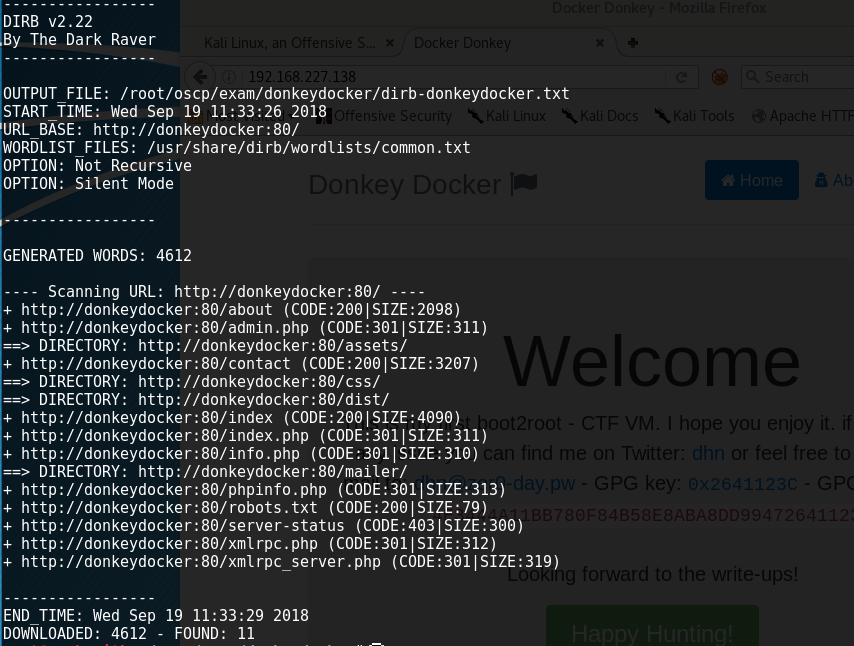 -----------------
DIRB v2.22
By The Dark Raver
-----------------
OUTPUT_FILE: /root/oscp/exam/donkeydocker/dirb-donkeydocker.txt
START_TIME: Wed Sep 19 11:33:26 2018
URL_BASE: http://donkeydocker:80/
WORDLIST_FILES: /usr/share/dirb/wordlists/common.txt
OPTION: Not Recursive
OPTION: Silent Mode
-----------------
GENERATED WORDS: 4612
---- Scanning URL: http://donkeydocker:80/ ----
+ http://donkeydocker:80/about (CODE:200|SIZE:2098)
+ http://donkeydocker:80/admin.php (CODE:301|SIZE:311)
==> DIRECTORY: http://donkeydocker:80/assets/
+ http://donkeydocker:80/contact (CODE:200|SIZE:3207)
==> DIRECTORY: http://donkeydocker:80/css/
==> DIRECTORY: http://donkeydocker:80/dist/
+ http://donkeydocker:80/index (CODE:200|SIZE:4090)
+ http://donkeydocker:80/index.php (CODE:301|SIZE:311)
+ http://donkeydocker:80/info.php (CODE:301|SIZE:310)
==> DIRECTORY: http://donkeydocker:80/mailer/
+ http://donkeydocker:80/phpinfo.php (CODE:301|SIZE:313)
+ http://donkeydocker:80/robots.txt (CODE:200|SIZE:79)
+ http://donkeydocker:80/server-status (CODE:403|SIZE:300)
+ http://donkeydocker:80/xmlrpc.php (CODE:301|SIZE:312)
+ http://donkeydocker:80/xmlrpc_server.php (CODE:301|SIZE:319)
-----------------
END_TIME: Wed Sep 19 11:33:29 2018
DOWNLOADED: 4612 - FOUND: 11
Docker Donkey - Mozilla Firefox
Kali Linux, an Offensive S... × Docker Donkey ×
192.168.227.138
Search
Offensive Security Kali Linux Kali Docs Kali Tools Apache HTT
Donkey Docker
Home
Ab
Welcome
first boot2root - CTF VM. I hope you enjoy it. if
can find me on Twitter: dhn or feel free to
- GPG key: 0x2641123C - GPG
4A11BB780F84B58E8ABA8DD9947264112
Looking forward to the write-ups!
Happy Hunting!